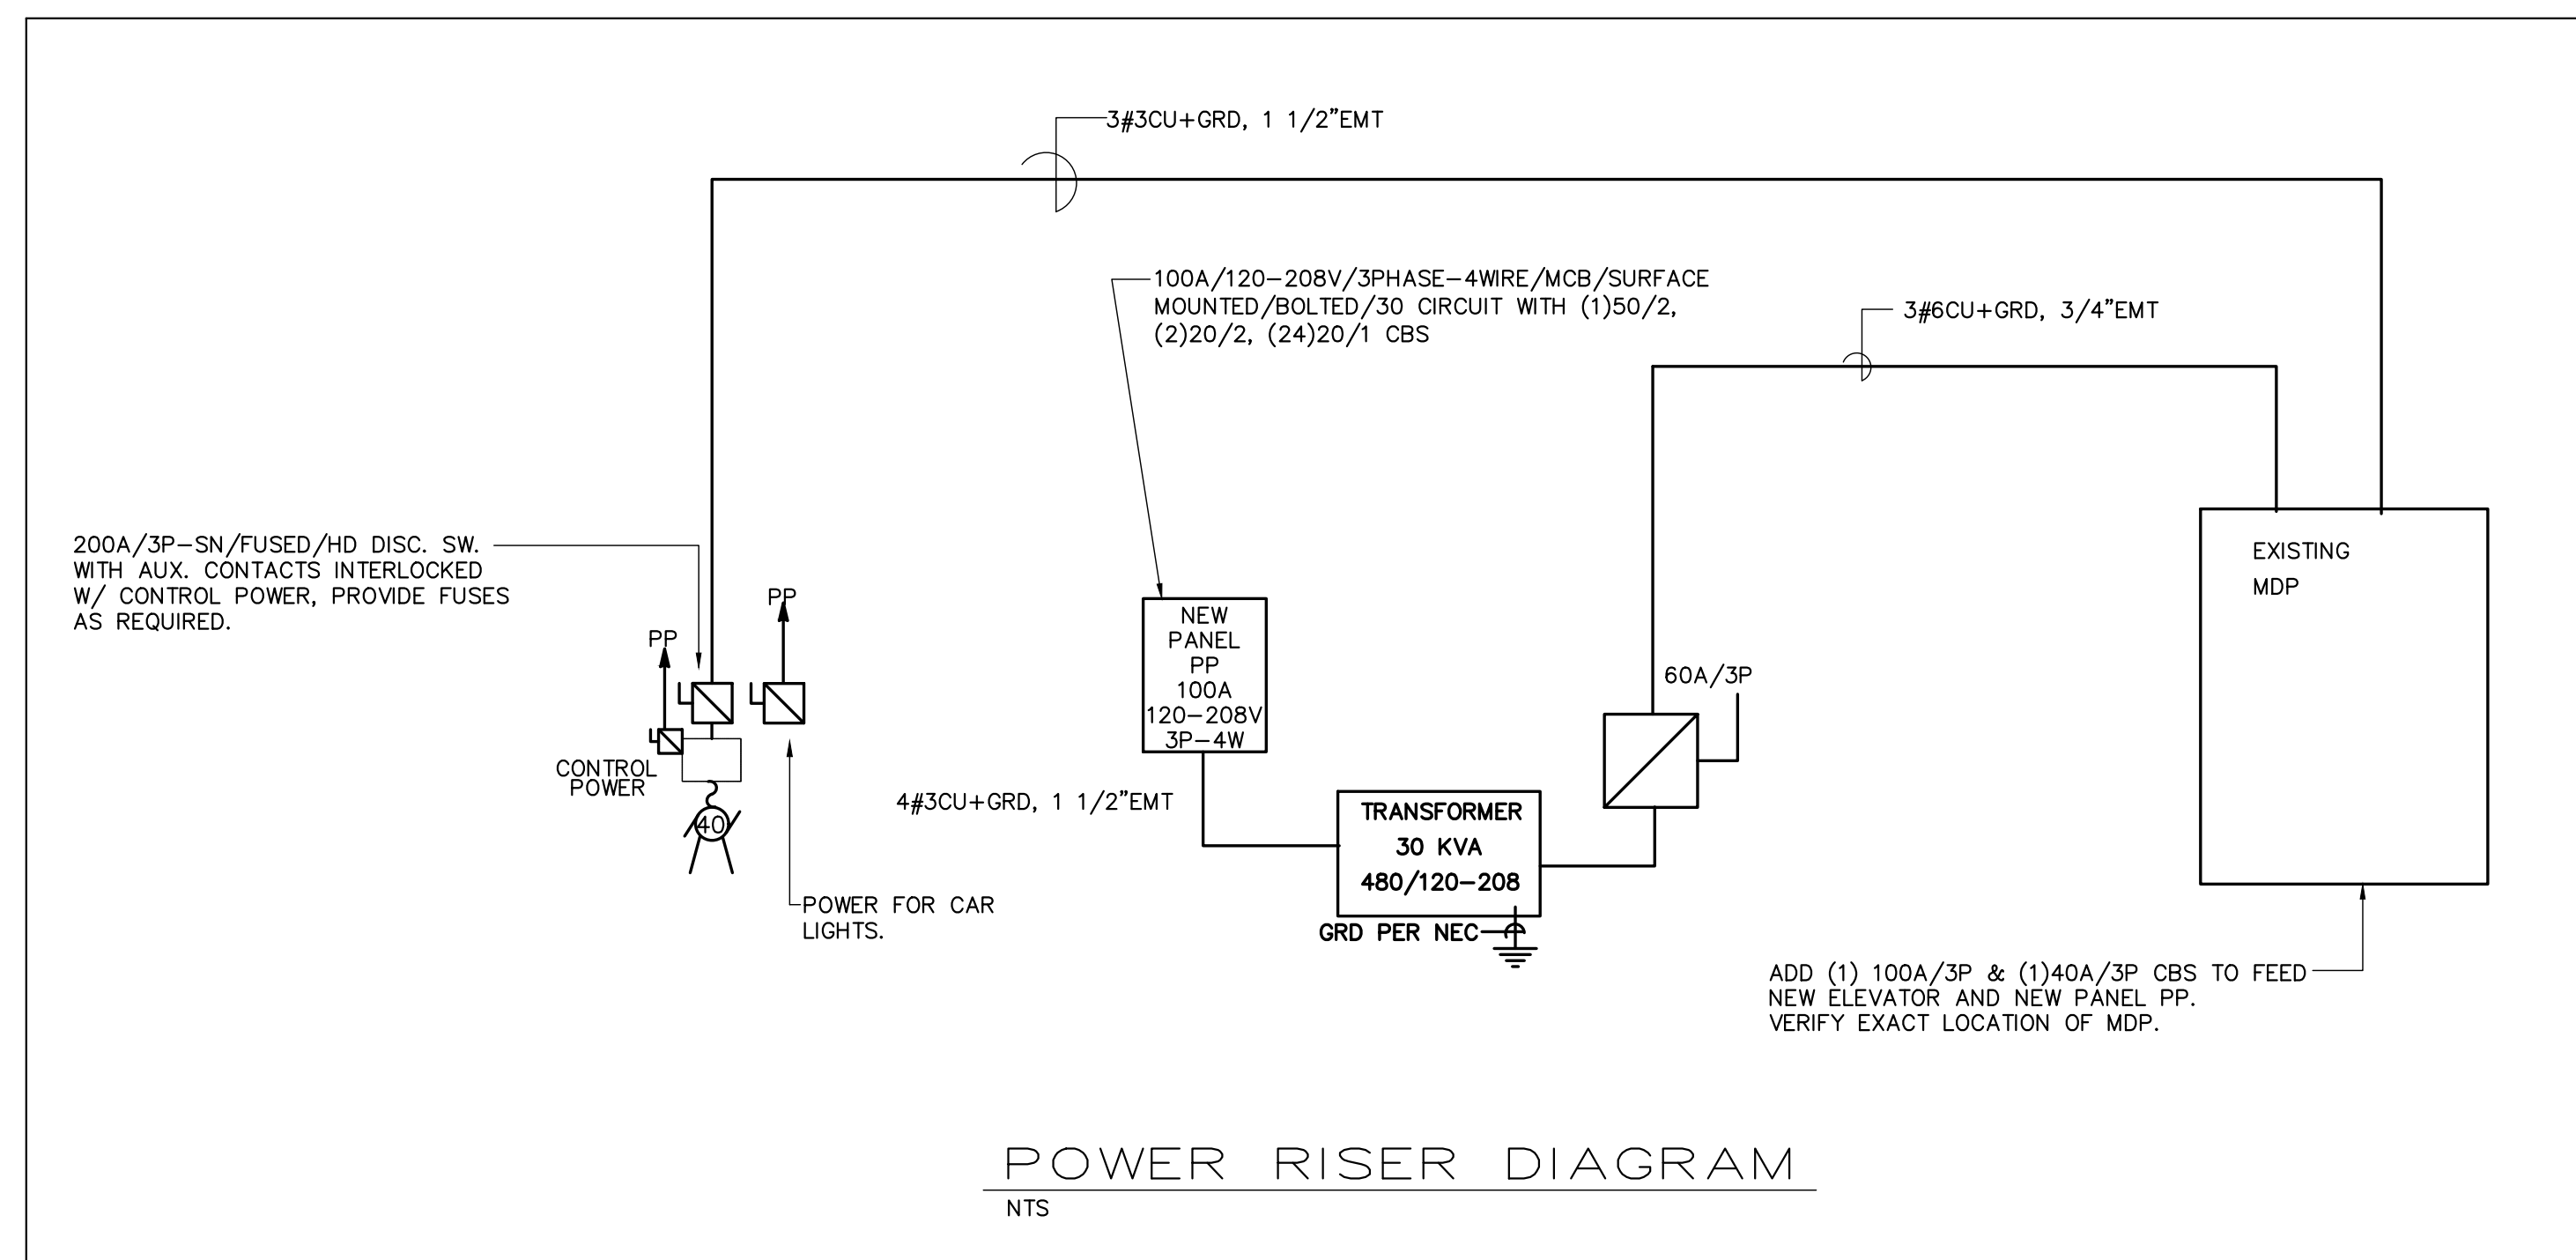 3#3CU+GRD, 1 1/2"EMT
100A/120-208V/3PHASE-4WIRE/MCB/SURFACE
MOUNTED/BOLTED/30 CIRCUIT WITH (1)50/2,
(2)20/2, (24)20/1 CBS
3#6CU+GRD, 3/4"EMT
200A/3P-SN/FUSED/HD DISC. SW.
WITH AUX. CONTACTS INTERLOCKED
W/ CONTROL POWER, PROVIDE FUSES
AS REQUIRED.
PP
PP
CONTROL
POWER
40
POWER FOR CAR
LIGHTS.
NEW
PANEL
PP
100A
120-208V
3P-4W
4#3CU+GRD, 1 1/2"EMT
TRANSFORMER
30 KVA
480/120-208
GRD PER NEC
60A/3P
EXISTING
MDP
ADD (1) 100A/3P & (1)40A/3P CBS TO FEED
NEW ELEVATOR AND NEW PANEL PP.
VERIFY EXACT LOCATION OF MDP.
POWER RISER DIAGRAM
NTS